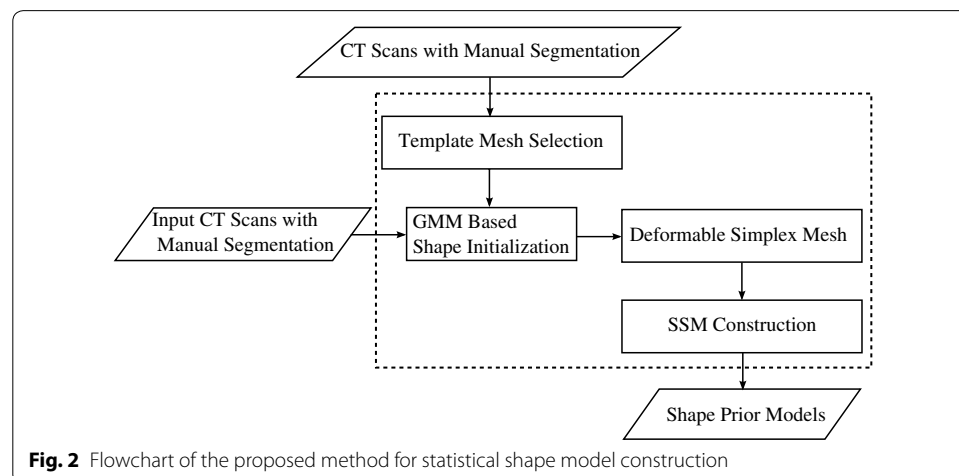 CT Scans with Manual Segmentation
Template Mesh Selection
Input CT Scans with
Manual Segmentation
GMM Based
Shape Initialization
Deformable Simplex Mesh
SSM Construction
Shape Prior Models
Fig. 2 Flowchart of the proposed method for statistical shape model construction